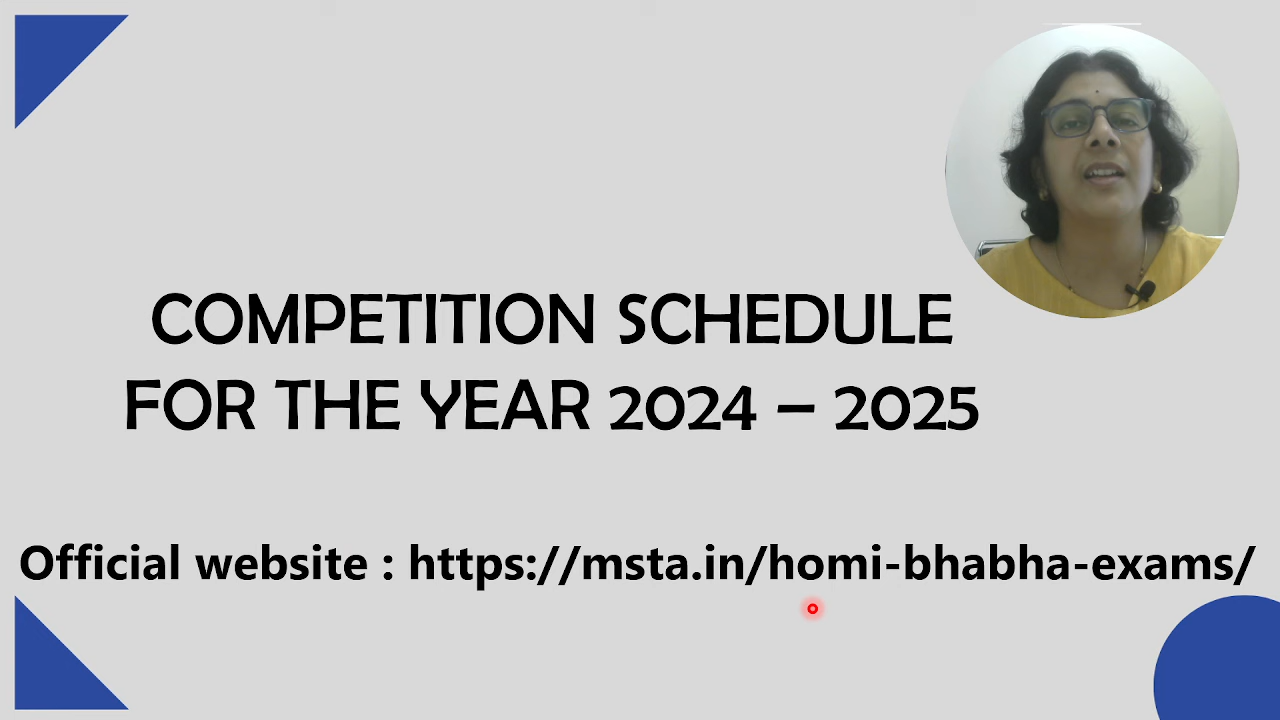 COMPETITION SCHEDULE
FOR THE YEAR 2024 – 2025
Official website : https://msta.in/homi-bhabha-exams/